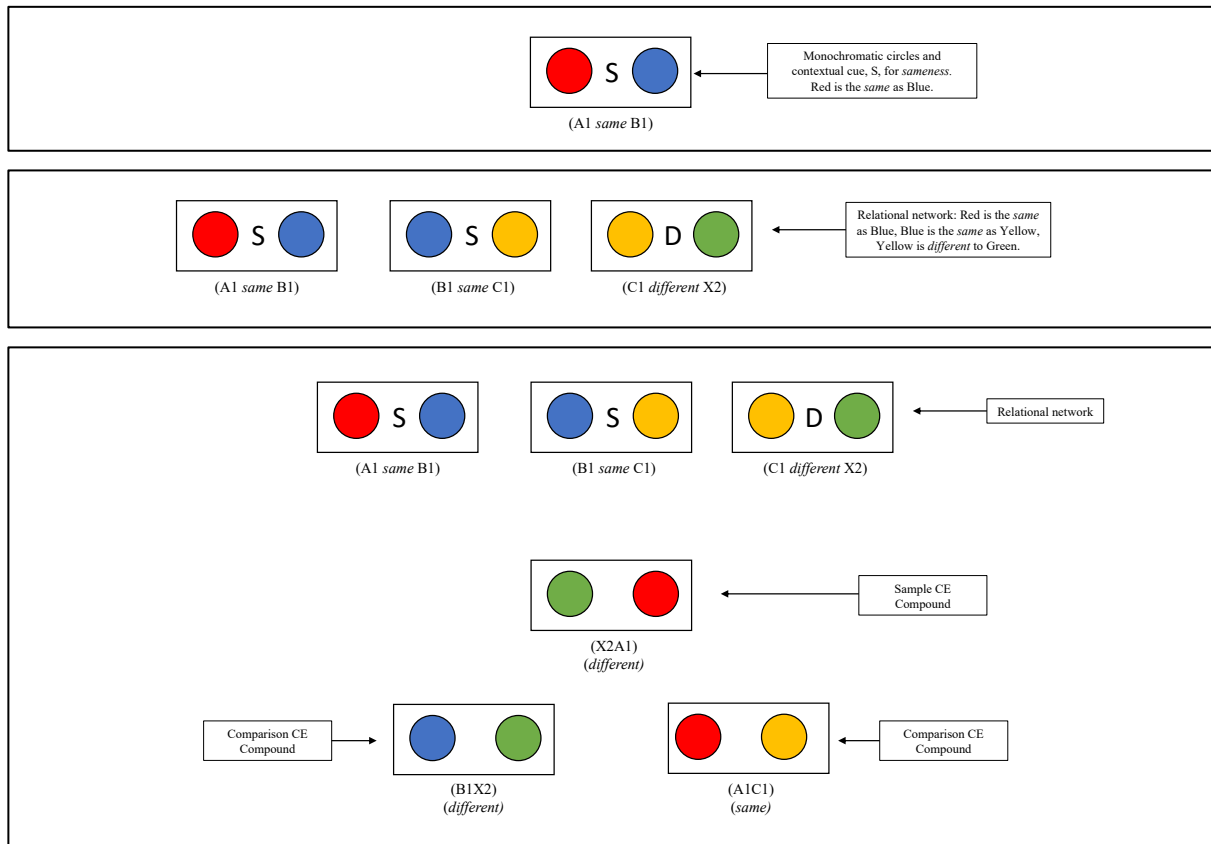 S
Monochromatic circles and
contextual cue, S, for sameness.
Red is the same as Blue.
(A1 same B1)
S
S
D
Relational network: Red is the same
as Blue, Blue is the same as Yellow,
Yellow is different to Green.
(A1 same B1)
(B1 same C1)
(C1 different X2)
S
S
D
Relational network
(A1 same B1)
(B1 same C1)
(C1 different X2)
Sample CE
Compound
(X2A1)
(different)
Comparison CE
Compound
Comparison CE
Compound
(B1X2)
(different)
(A1C1)
(same)